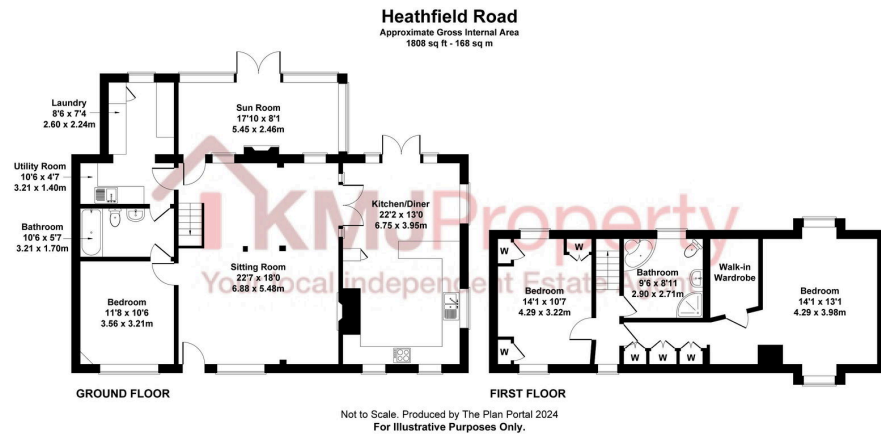 Heathfield Road
Approximate Gross Internal Area
1808 sq ft - 168 sq m
Laundry
8'6 x 7'4
2.60 x 2.24m
Sun Room
17'10 x 8'1
5.45 x 2.46m
Utility Room
10'6 x 4'7
3.21 x 1.40m
Kitchen/Diner
22'2 x 13'0
6.75 x 3.95m
Bathroom
10'6 x 5'7
3.21 x 1.70m
Sitting Room
22'7 x 18'0
6.88 x 5.48m
Bedroom
11'8 x 10'6
3.56 x 3.21m
KMJ Property
Your local independent Estate Agent
W
W
Bedroom
14'1 x 10'7
4.29 x 3.22m
W
Bathroom
9'6 x 8'11
2.90 x 2.71m
Walk-in
Wardrobe
Bedroom
14'1 x 13'1
4.29 x 3.98m
W
W
W
GROUND FLOOR
FIRST FLOOR
Not to Scale. Produced by The Plan Portal 2024
For Illustrative Purposes Only.